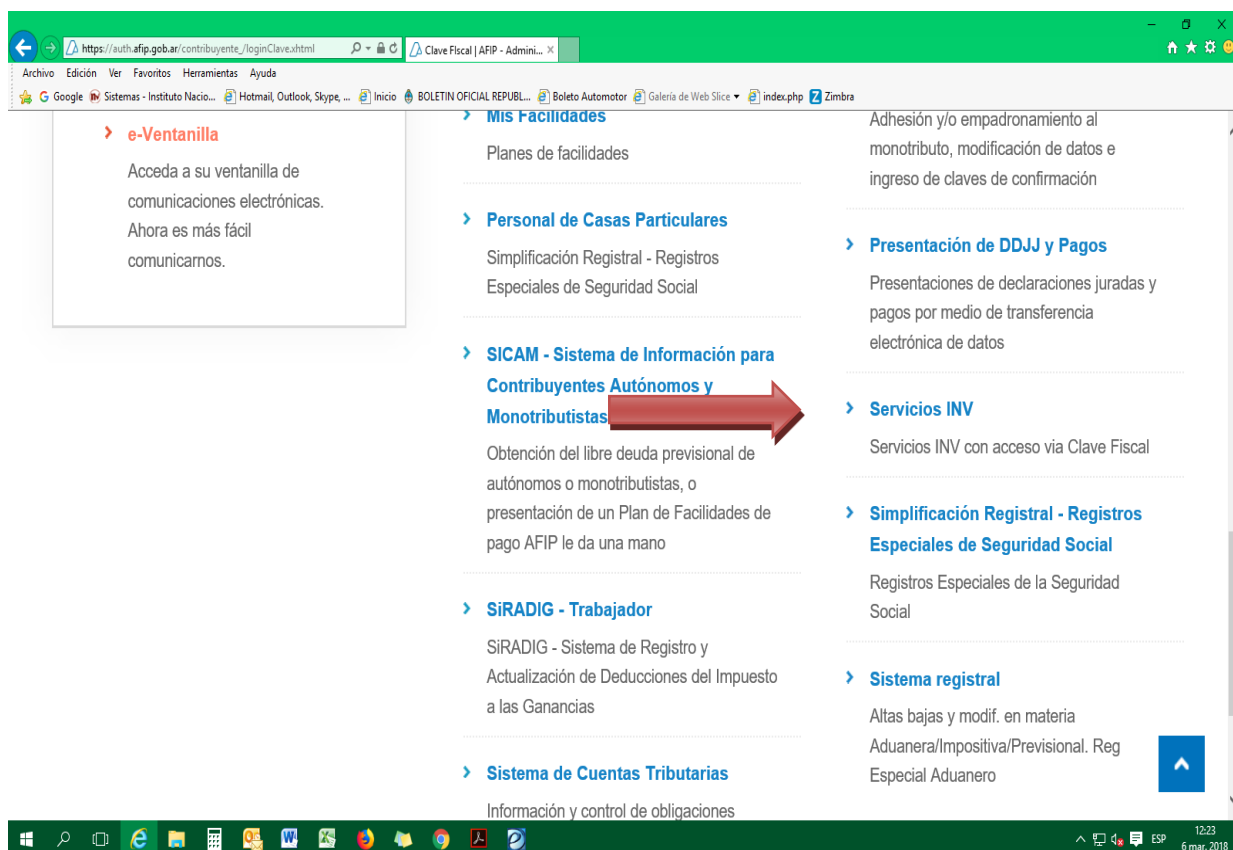 https://auth.afip.gob.ar/contribuyente_/loginClave.xhtml
Clave Fiscal | AFIP - Admini...
Archivo Edición Ver Favoritos Herramientas Ayuda
Google Sistemas - Instituto Nacio... Hotmail, Outlook, Skype, ... Inicio BOLETIN OFICIAL REPUBL... Boleto Automotor Galería de Web Slice index.php Zimbra
e-Ventanilla
Acceda a su ventanilla de
comunicaciones electrónicas.
Ahora es más fácil
comunicarnos.
Mis Facilidades
Planes de facilidades
Personal de Casas Particulares
Simplificación Registral - Registros
Especiales de Seguridad Social
SICAM - Sistema de Información para
Contribuyentes Autónomos y
Monotributistas
Obtención del libre deuda previsional de
autónomos o monotributistas, o
presentación de un Plan de Facilidades de
pago AFIP le da una mano
SiRADIG - Trabajador
SiRADIG - Sistema de Registro y
Actualización de Deducciones del Impuesto
a las Ganancias
Sistema de Cuentas Tributarias
Información y control de obligaciones
Adhesión y/o empadronamiento al
monotributo, modificación de datos e
ingreso de claves de confirmación
Presentación de DDJJ y Pagos
Presentaciones de declaraciones juradas y
pagos por medio de transferencia
electrónica de datos
Servicios INV
Servicios INV con acceso via Clave Fiscal
Simplificación Registral - Registros
Especiales de Seguridad Social
Registros Especiales de la Seguridad
Social
Sistema registral
Altas bajas y modif. en materia
Aduanera/Impositiva/Previsional. Reg
Especial Aduanero
ESP
12:23
6 mar. 2018